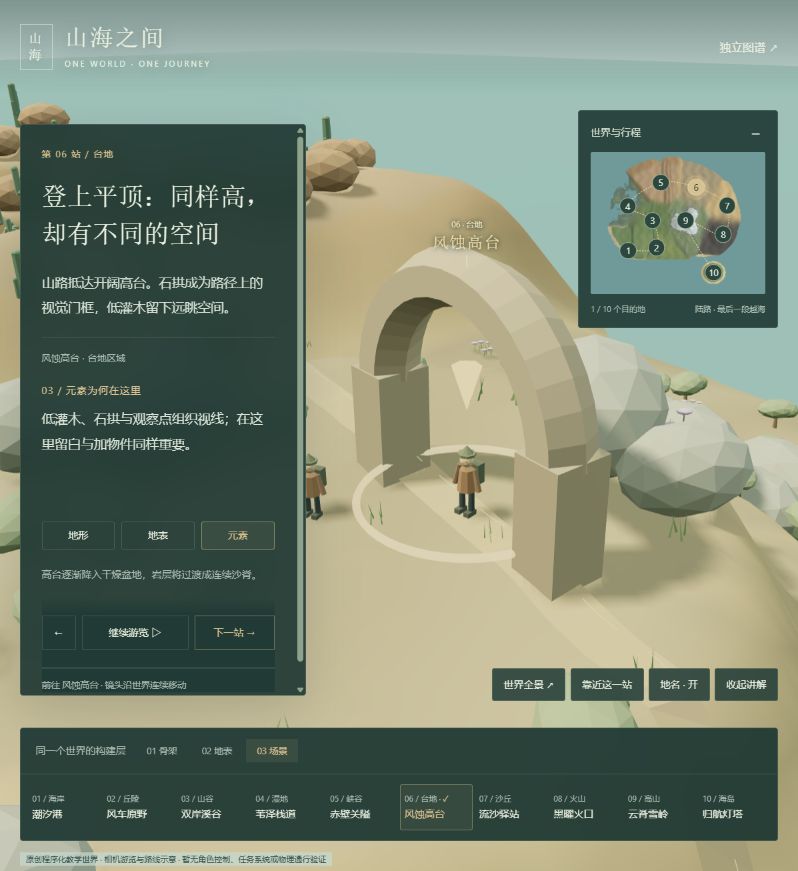 山海
山海之间
ONE WORLD · ONE JOURNEY
独立图谱 ↗
第 06 站 / 台地
登上平顶：同样高，
却有不同的空间
山路抵达开阔高台。石拱成为路径上的
视觉门框，低灌木留下远眺空间。
风蚀高台 · 台地区域
03 / 元素为何在这里
低灌木、石拱与观察点组织视线；在这
里留白与加物件同样重要。
地形
地表
元素
高台逐渐降入干燥盆地，岩层将过渡成连续沙脊。
←
继续游览 ▷
下一站 →
前往 风蚀高台 · 镜头沿世界连续移动
06 · 台地
风蚀高台
世界与行程
−
5
6
4
7
3
9
8
1
2
10
1 / 10 个目的地
陆路 · 最后一段越海
世界全景 ↗
靠近这一站
地名 · 开
收起讲解
同一个世界的构建层
01 骨架
02 地表
03 场景
01 / 海岸
潮汐港
02 / 丘陵
风车原野
03 / 山谷
双岸溪谷
04 / 湿地
苇泽栈道
05 / 峡谷
赤壁关隘
06 / 台地 · ✓
风蚀高台
07 / 沙丘
流沙驿站
08 / 火山
黑曜火口
09 / 高山
云脊雪岭
10 / 海岛
归航灯塔
原创程序化教学世界 · 相机游览与路线示意 · 暂无角色控制、任务系统或物理通行验证